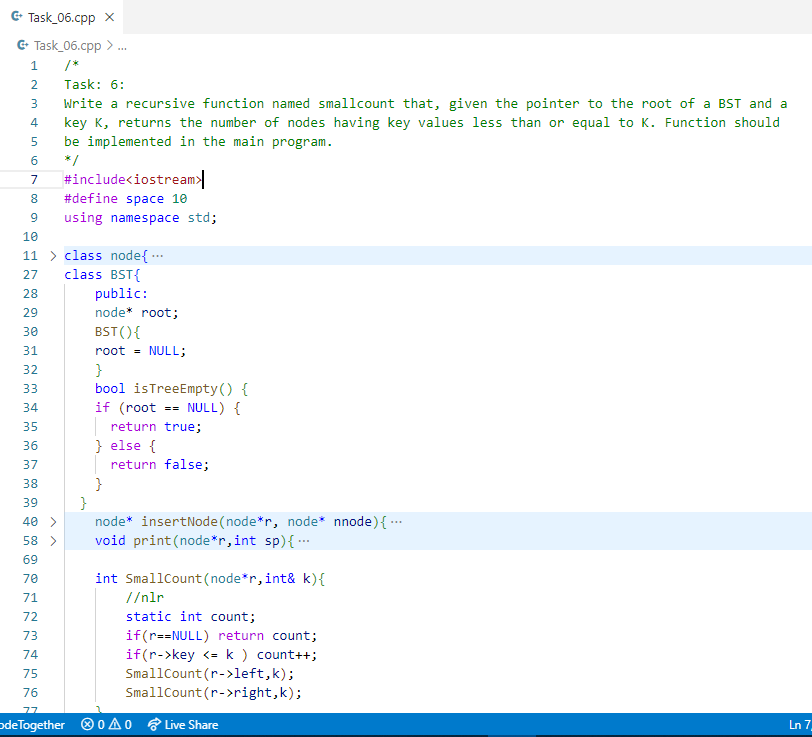 Task_06.cpp ×
Task_06.cpp > ...
1 /*
2 Task: 6:
3 Write a recursive function named smallcount that, given the pointer to the root of a BST and a
4 key K, returns the number of nodes having key values less than or equal to K. Function should
5 be implemented in the main program.
6 */
7 #include<iostream>
8 #define space 10
9 using namespace std;
10
11 > class node{ ...
27 class BST{
28 public:
29 node* root;
30 BST(){
31 root = NULL;
32 }
33 bool isTreeEmpty() {
34 if (root == NULL) {
35 return true;
36 } else {
37 return false;
38 }
39 }
40 > node* insertNode(node*r, node* nnode){ ...
58 > void print(node*r,int sp){ ...
69
70 int SmallCount(node*r,int& k){
71 //nlr
72 static int count;
73 if(r==NULL) return count;
74 if(r->key <= k ) count++;
75 SmallCount(r->left,k);
76 SmallCount(r->right,k);
77 }
odeTogether 0 0 Live Share Ln 7